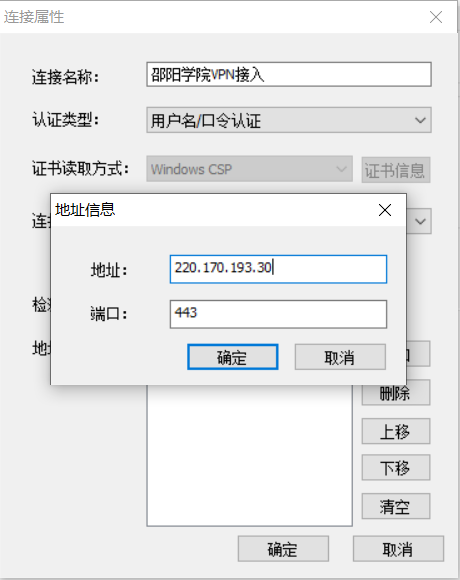 连接属性
连接名称：
邵阳学院VPN接入
认证类型：
用户名/口令认证
证书读取方式：
Windows CSP
证书信息
地址信息
地址：
220.170.193.30
端口：
443
确定
取消
删除
上移
下移
清空
确定
取消